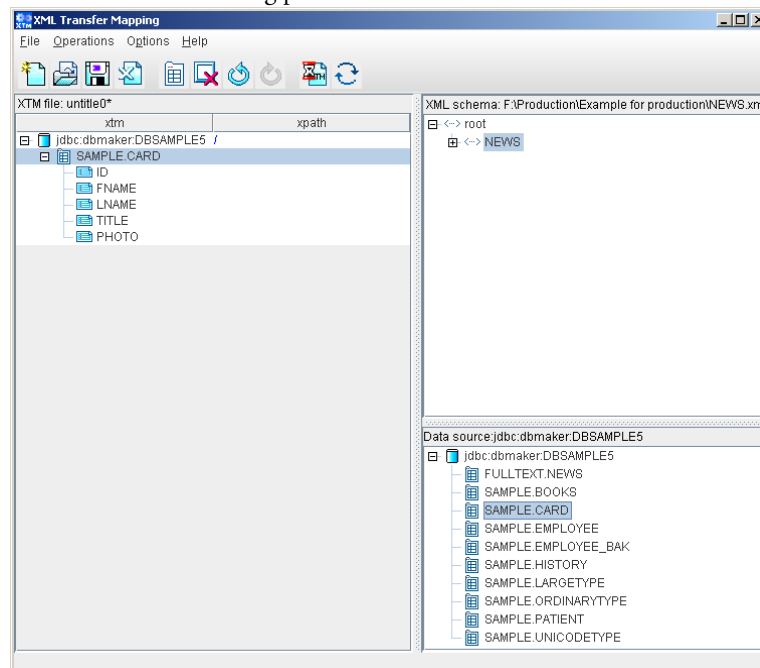 XTM XML Transfer Mapping
File Operations Options Help
XTM file: untitle0*
xtm xpath
jdbc:dbmaker:DBSAMPLE5 /
SAMPLE.CARD
ID
FNAME
LNAME
TITLE
PHOTO
XML schema: F:\Production\Example for production\NEWS.xm
<--> root
<--> NEWS
Data source:jdbc:dbmaker:DBSAMPLE5
jdbc:dbmaker:DBSAMPLE5
FULLTEXT.NEWS
SAMPLE.BOOKS
SAMPLE.CARD
SAMPLE.EMPLOYEE
SAMPLE.EMPLOYEE_BAK
SAMPLE.HISTORY
SAMPLE.LARGETYPE
SAMPLE.ORDINARYTYPE
SAMPLE.PATIENT
SAMPLE.UNICODETYPE